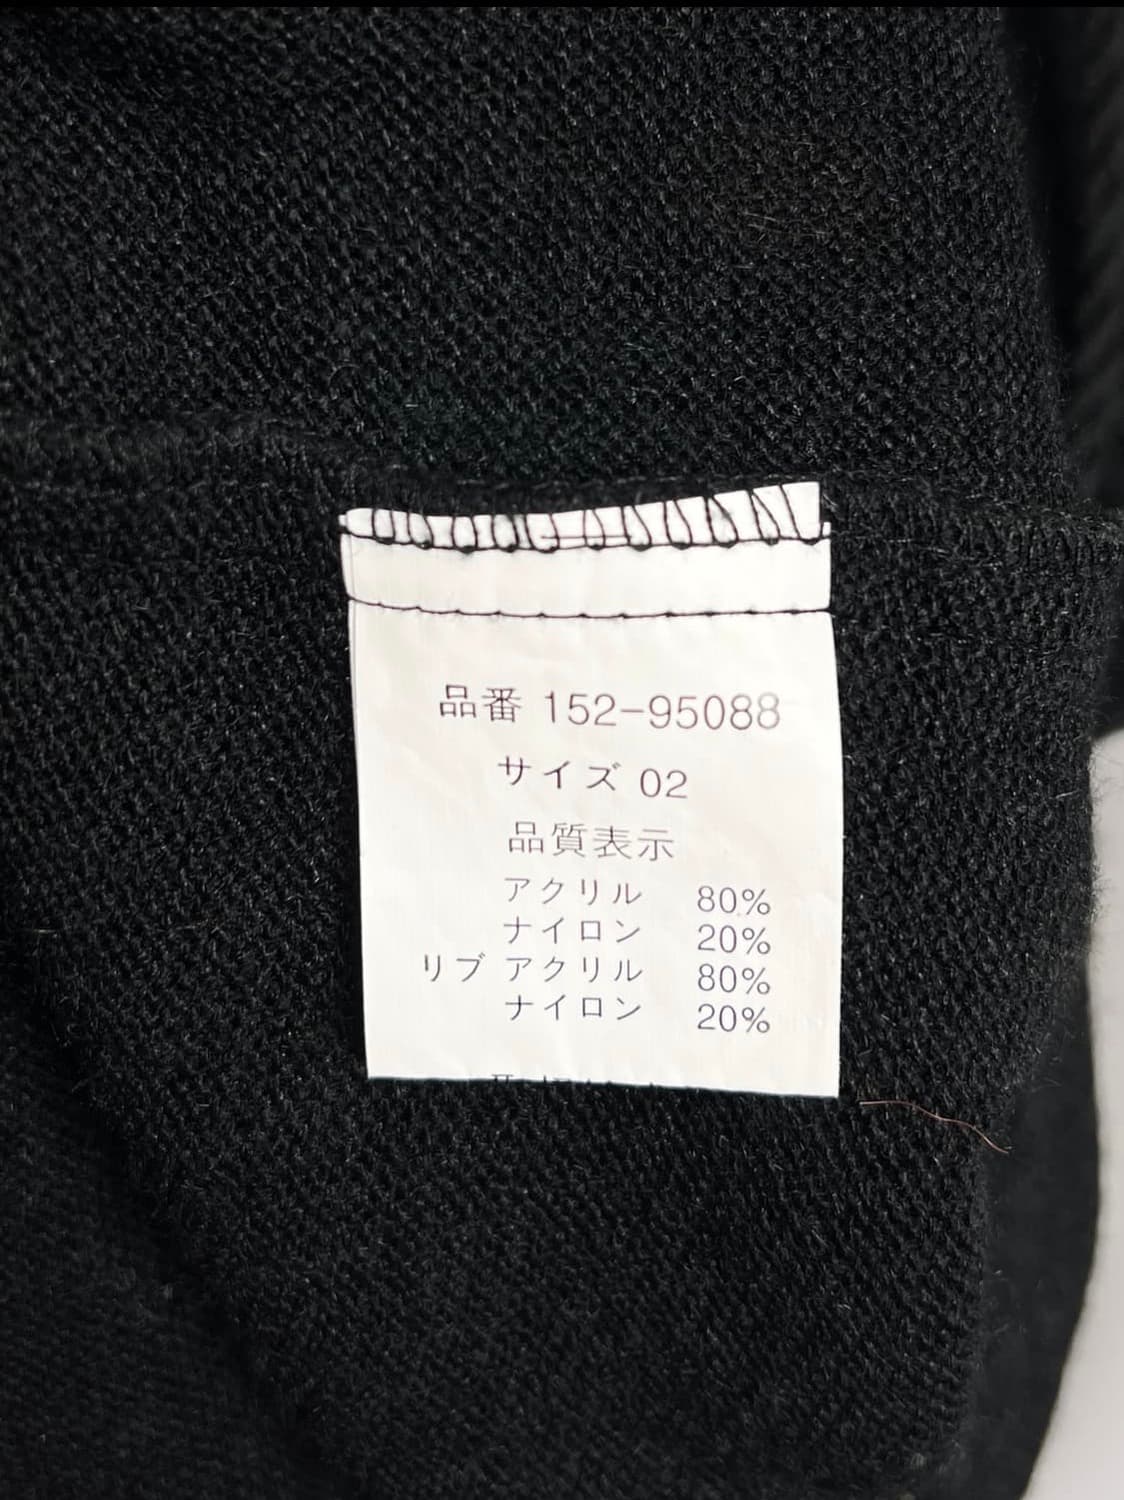 品番 152-95088
サイズ 02
品質表示
アクリル 80%
ナイロン 20%
リブ アクリル 80%
ナイロン 20%